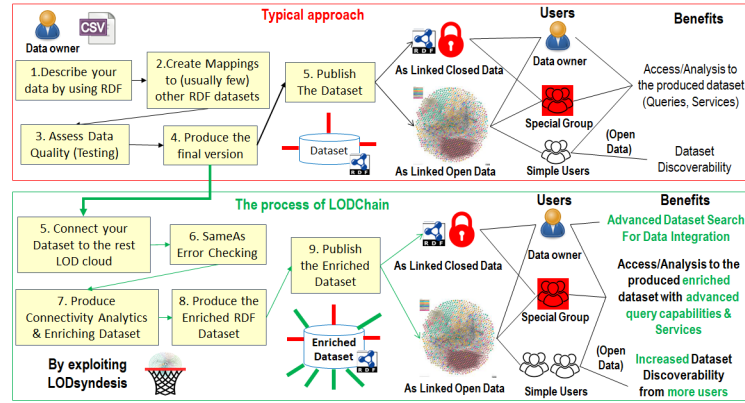 Typical approach
CSV
Data owner
1.Describe your
data by using RDF
2.Create Mappings
to (usually few)
other RDF datasets
3. Assess Data
Quality (Testing)
4. Produce the
final version
5. Publish
The Dataset
Dataset
RDF
RDF
As Linked Closed Data
As Linked Open Data
Users
Data owner
Special Group
Simple Users
Benefits
Access/Analysis to
the produced dataset
(Queries, Services)
(Open
Data)
Dataset
Discoverability
The process of LODChain
5. Connect your
Dataset to the rest
LOD cloud
6. SameAs
Error Checking
7. Produce
Connectivity Analytics
& Enriching Dataset
8. Produce the
Enriched RDF
Dataset
9. Publish
the Enriched
Dataset
By exploiting
LODsyndesis
Enriched
Dataset
RDF
RDF
As Linked Closed Data
As Linked Open Data
Users
Data owner
Special Group
Simple Users
Benefits
Advanced Dataset Search
For Data Integration
Access/Analysis to the
produced enriched
dataset with advanced
query capabilities &
Services
(Open
Data)
Increased Dataset
Discoverability
from more users